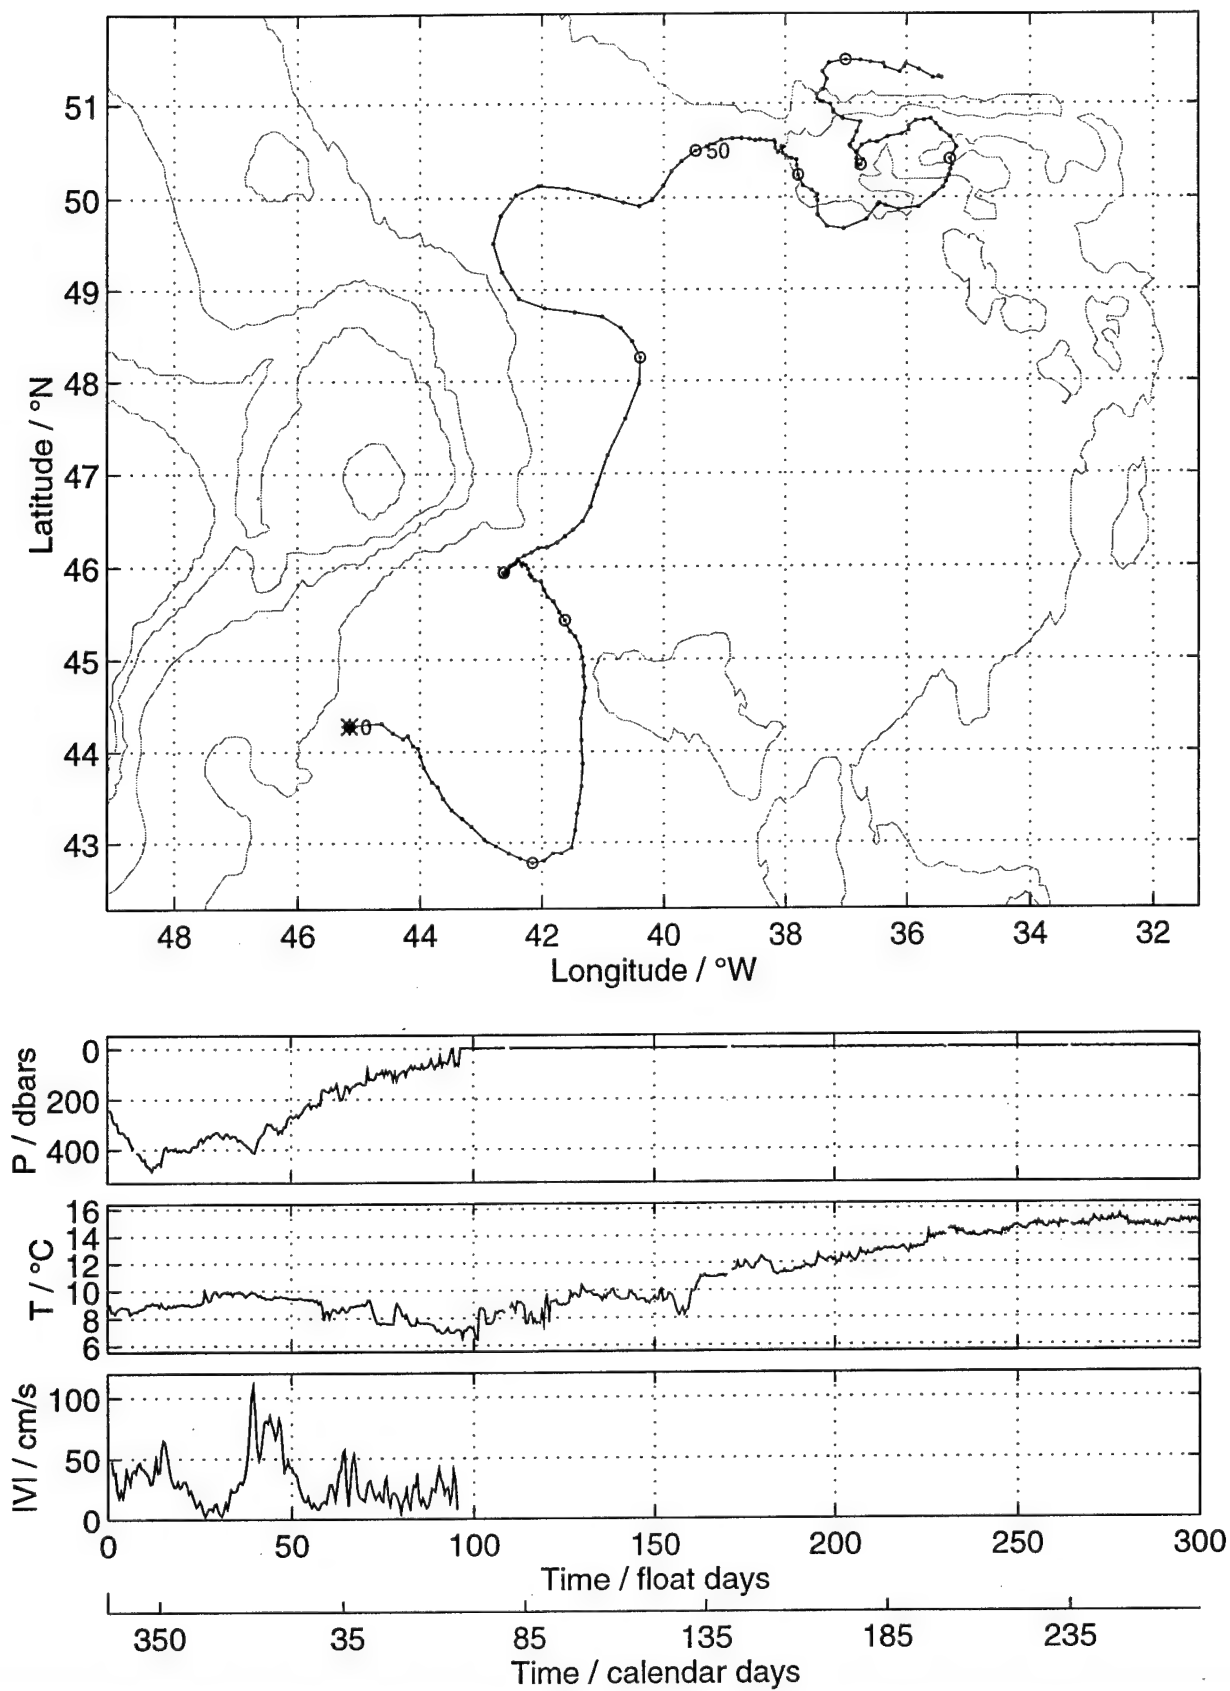 51
50
49
48
47
46
45
44
43
Latitude / °N
50
0
48 46 44 42 40 38 36 34 32
Longitude / °W
0
200
400
P / dbars
16
14
12
10
8
6
T / °C
100
50
0
|V| / cm/s
0 50 100 150 200 250 300
Time / float days
350 35 85 135 185 235
Time / calendar days